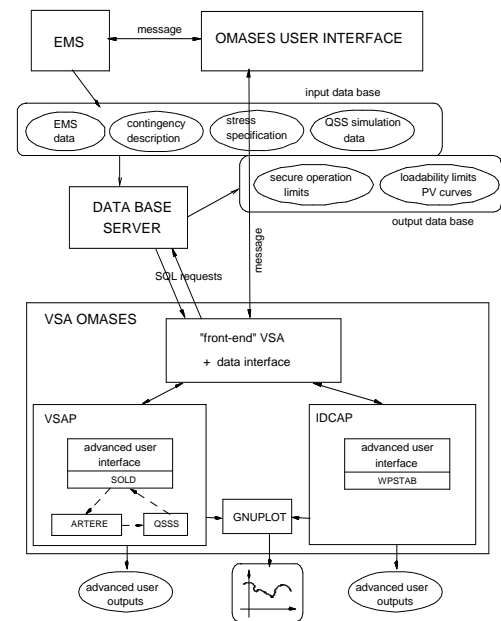 message
EMS
OMASES USER INTERFACE
input data base
EMS
data
contingency
description
stress
specification
QSS simulation
data
secure operation
limits
loadability limits
PV curves
output data base
DATA BASE
SERVER
message
SQL requests
VSA OMASES
"front-end" VSA
+ data interface
VSAP
IDCAP
advanced user
interface
SOLD
advanced user
interface
WPSTAB
ARTERE
QSSS
GNUPLOT
advanced user
outputs
advanced user
outputs